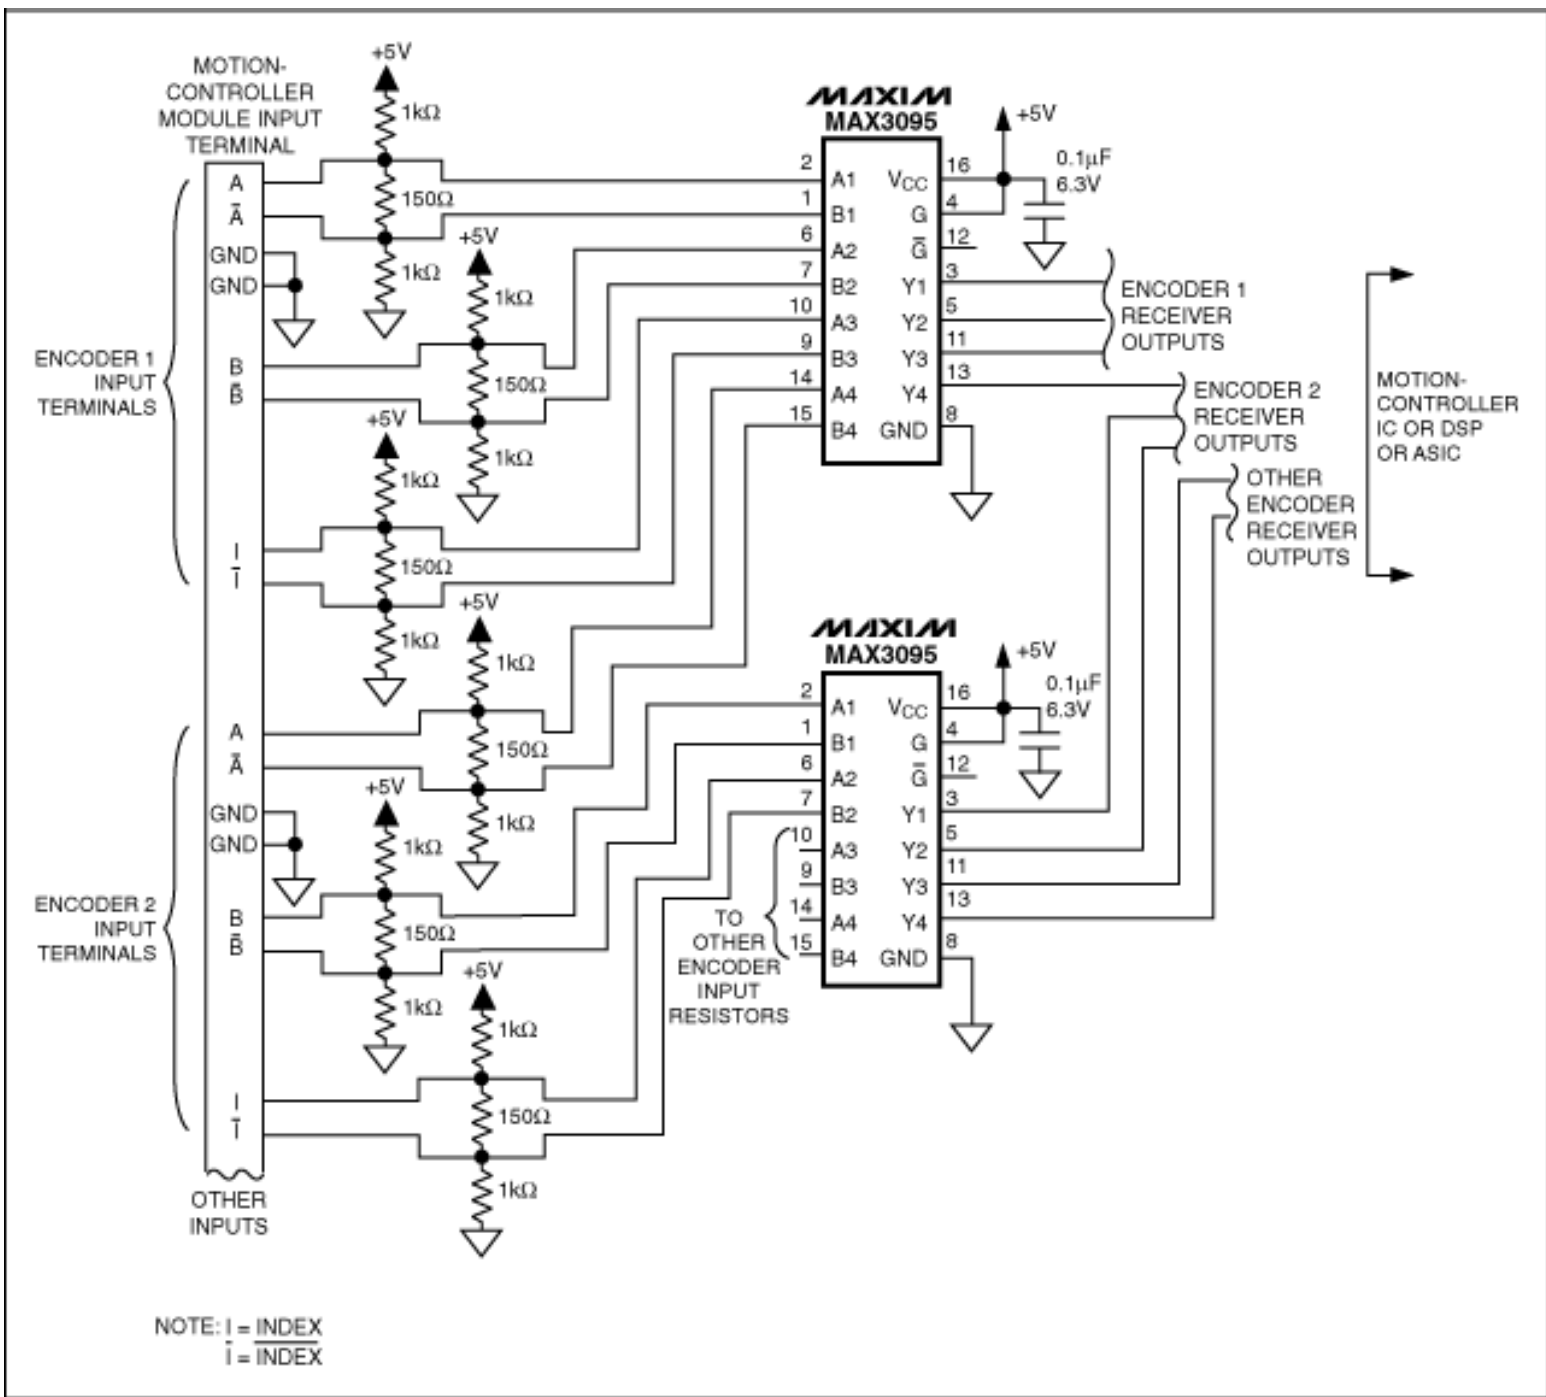 MOTION-
CONTROLLER
MODULE INPUT
TERMINAL
+5V
1kΩ
150Ω
1kΩ
+5V
1kΩ
150Ω
1kΩ
+5V
1kΩ
150Ω
1kΩ
+5V
1kΩ
150Ω
1kΩ
+5V
1kΩ
150Ω
1kΩ
+5V
1kΩ
150Ω
1kΩ
ENCODER 1
INPUT
TERMINALS
A
A̅
GND
GND
B
B̅
I
I̅
ENCODER 2
INPUT
TERMINALS
A
A̅
GND
GND
B
B̅
I
I̅
OTHER
INPUTS
MAXIM
MAX3095
2 A1
1 B1
6 A2
7 B2
10 A3
9 B3
14 A4
15 B4
VCC 16
G 4
G̅ 12
Y1 3
Y2 5
Y3 11
Y4 13
GND 8
+5V
0.1µF
6.3V
ENCODER 1
RECEIVER
OUTPUTS
ENCODER 2
RECEIVER
OUTPUTS
OTHER
ENCODER
RECEIVER
OUTPUTS
MOTION-
CONTROLLER
IC OR DSP
OR ASIC
MAXIM
MAX3095
2 A1
1 B1
6 A2
7 B2
10 A3
9 B3
14 A4
15 B4
VCC 16
G 4
G̅ 12
Y1 3
Y2 5
Y3 11
Y4 13
GND 8
+5V
0.1µF
6.3V
TO
OTHER
ENCODER
INPUT
RESISTORS
NOTE: I = INDEX
I̅ = I̅N̅D̅E̅X̅